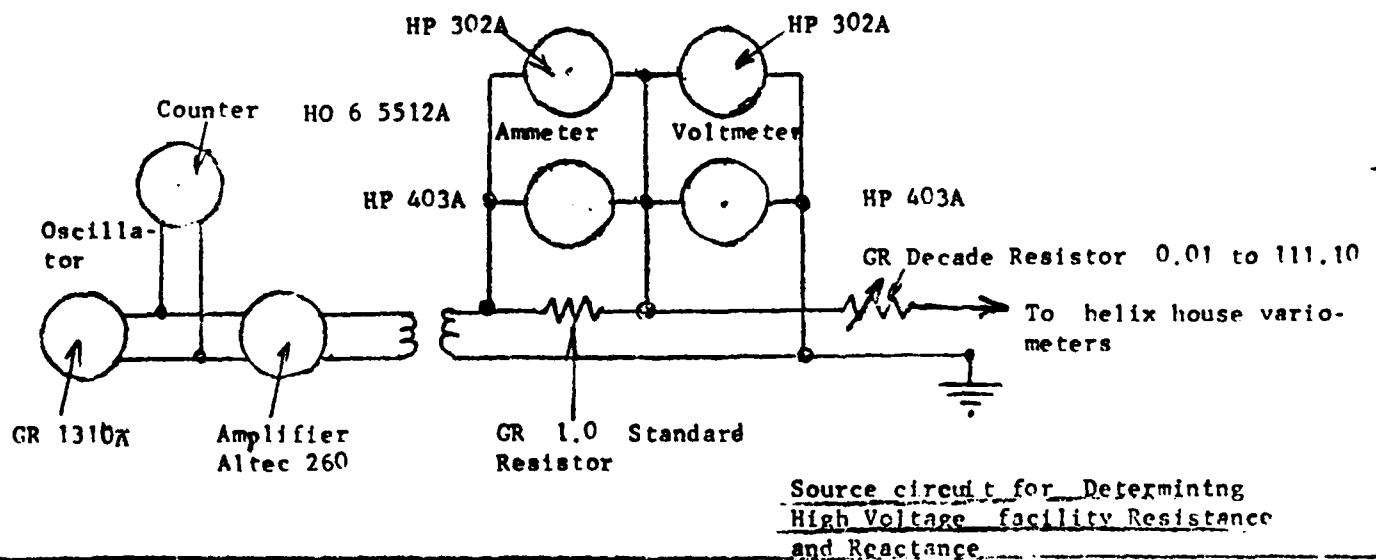 HP 302A
HP 302A
Counter
HO 6 5512A
Ammeter
Voltmeter
HP 403A
HP 403A
Oscilla-
tor
GR Decade Resistor 0.01 to 111.10
To helix house vario-
meters
GR 1310A
Amplifier
Altec 260
GR 1.0 Standard
Resistor
Source circuit for Determintng
High Voltage facility Resistance
and Reactance